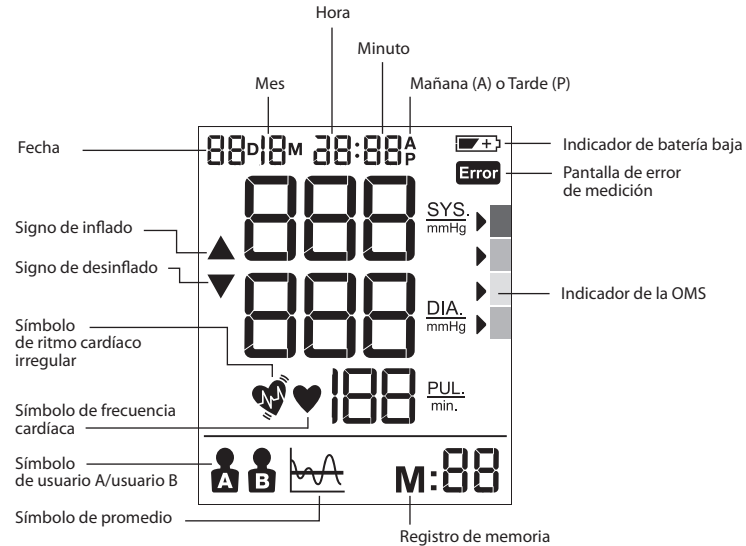 Hora
Minuto
Mes
Mañana (A) o Tarde (P)
Fecha
88D18M 28:88 A
P
Indicador de batería baja
Error
Pantalla de error
de medición
888
SYS.
mmHg
Signo de inflado
Signo de desinflado
888
DIA.
mmHg
Indicador de la OMS
Símbolo
de ritmo cardíaco
irregular
188
PUL.
min.
Símbolo de frecuencia
cardíaca
Símbolo
de usuario A/usuario B
A B
M:88
Símbolo de promedio
Registro de memoria